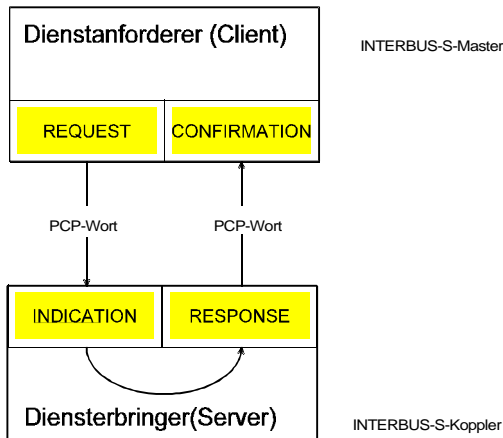 Dienstanforderer (Client)
INTERBUS-S-Master
REQUEST
CONFIRMATION
PCP-Wort
PCP-Wort
INDICATION
RESPONSE
Diensterbringer(Server)
INTERBUS-S-Koppler